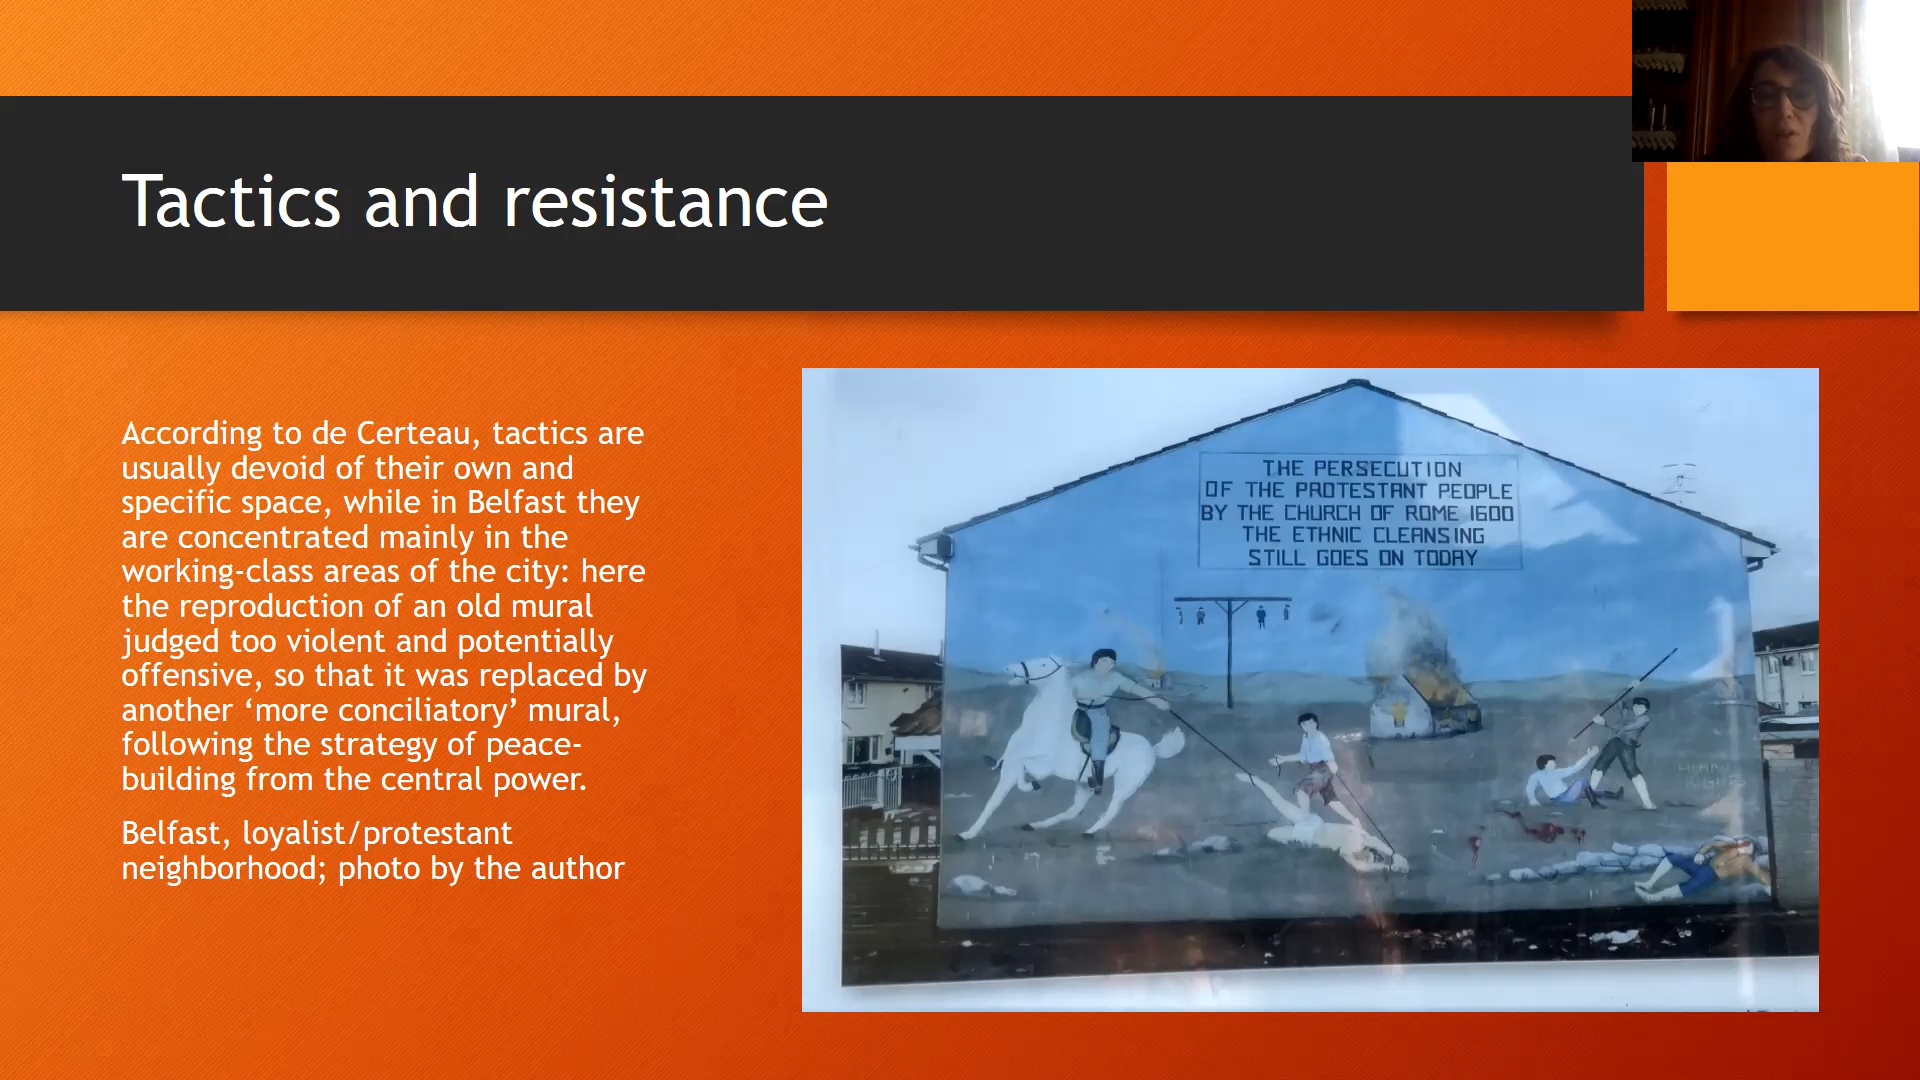 Tactics and resistance
According to de Certeau, tactics are
usually devoid of their own and
specific space, while in Belfast they
are concentrated mainly in the
working-class areas of the city: here
the reproduction of an old mural
judged too violent and potentially
offensive, so that it was replaced by
another ‘more conciliatory’ mural,
following the strategy of peace-
building from the central power.
Belfast, loyalist/protestant
neighborhood; photo by the author
THE PERSECUTION
OF THE PROTESTANT PEOPLE
BY THE CHURCH OF ROME 1600
THE ETHNIC CLEANSING
STILL GOES ON TODAY